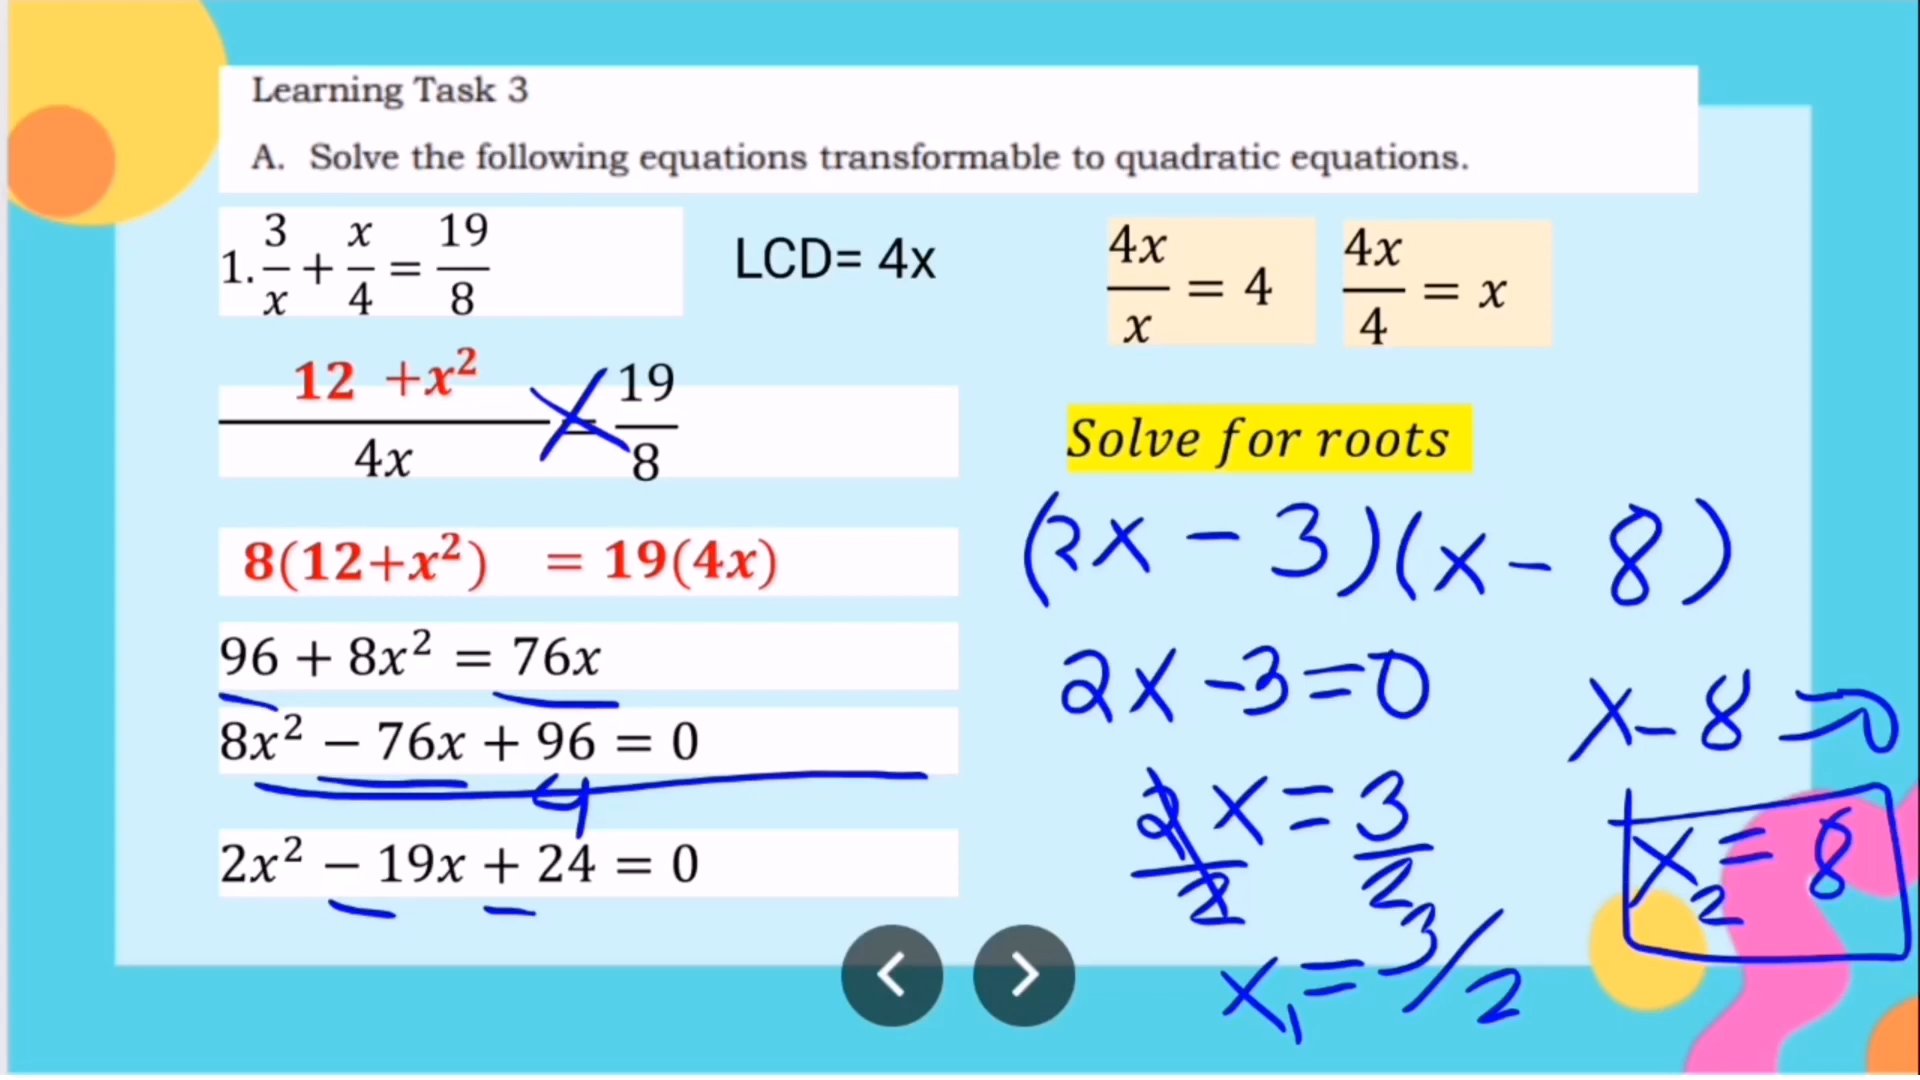 Learning Task 3
A. Solve the following equations transformable to quadratic equations.
1. 3/x + x/4 = 19/8
LCD= 4x
4x/x = 4
4x/4 = x
(12 + x²)/4x = 19/8
8(12+x²) = 19(4x)
96 + 8x² = 76x
8x² − 76x + 96 = 0
4
2x² − 19x + 24 = 0
Solve for roots
(2x − 3)(x − 8)
2x − 3 = 0
x − 8 = 0
2x/2 = 3/2
x₂ = 8
x₁ = 3/2